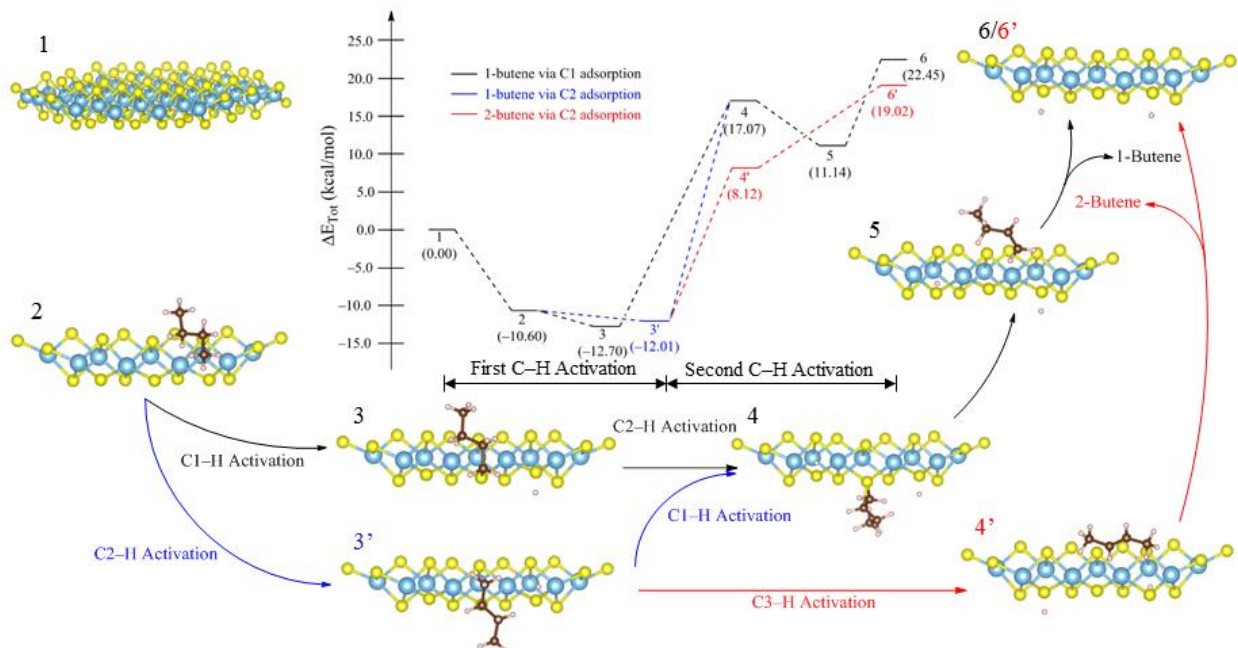 1
25.0
20.0
15.0
10.0
5.0
0.0
−5.0
−10.0
−15.0
ΔE_Tot (kcal/mol)
1-butene via C1 adsorption
1-butene via C2 adsorption
2-butene via C2 adsorption
1
(0.00)
2
(−10.60)
3
(−12.70)
3'
(−12.01)
4
(17.07)
4'
(8.12)
5
(11.14)
6
(22.45)
6'
(19.02)
First C−H Activation
Second C−H Activation
6/6’
1-Butene
2-Butene
5
2
C1−H Activation
C2−H Activation
3
C2−H Activation
4
C1−H Activation
3’
C3−H Activation
4’